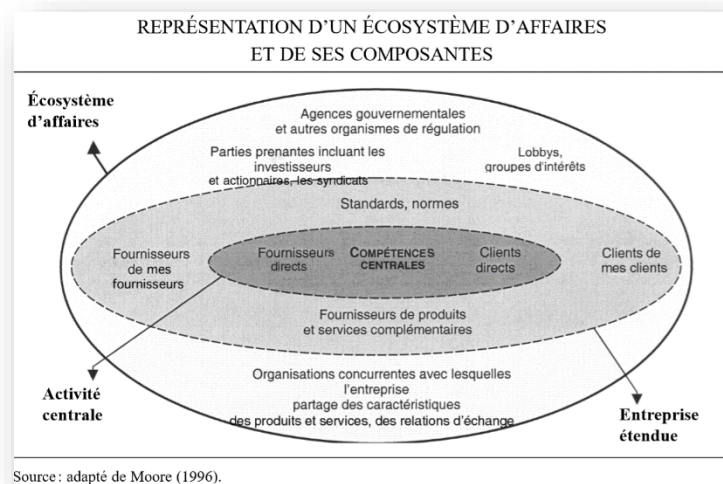 REPRÉSENTATION D'UN ÉCOSYSTÈME D'AFFAIRES
ET DE SES COMPOSANTES
Écosystème
d'affaires
Agences gouvernementales
et autres organismes de régulation
Parties prenantes incluant les
investisseurs
et actionnaires, les syndicats
Lobbys,
groupes d'intérêts
Standards, normes
Fournisseurs
de mes
fournisseurs
Fournisseurs
directs
COMPÉTENCES
CENTRALES
Clients
directs
Clients de
mes clients
Fournisseurs de produits
et services complémentaires
Organisations concurrentes avec lesquelles
l'entreprise
partage des caractéristiques
des produits et services, des relations d'échange
Activité
centrale
Entreprise
étendue
Source : adapté de Moore (1996).